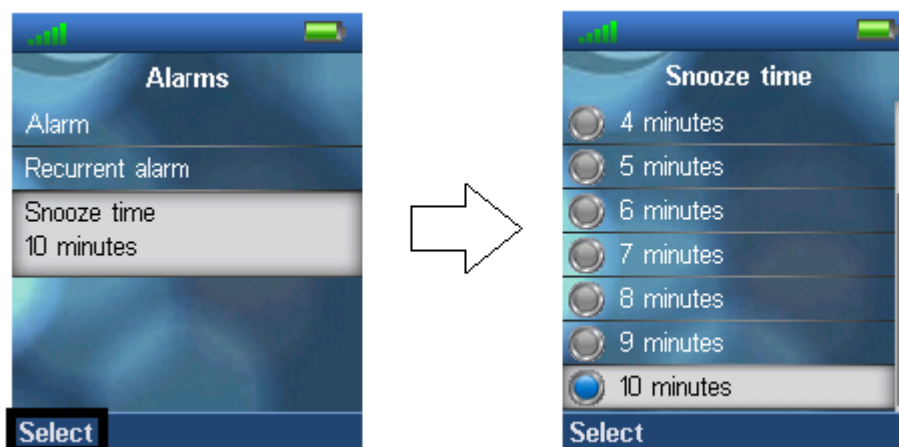 Alarms
Alarm
Recurrent alarm
Snooze time
10 minutes
Select
Snooze time
4 minutes
5 minutes
6 minutes
7 minutes
8 minutes
9 minutes
10 minutes
Select